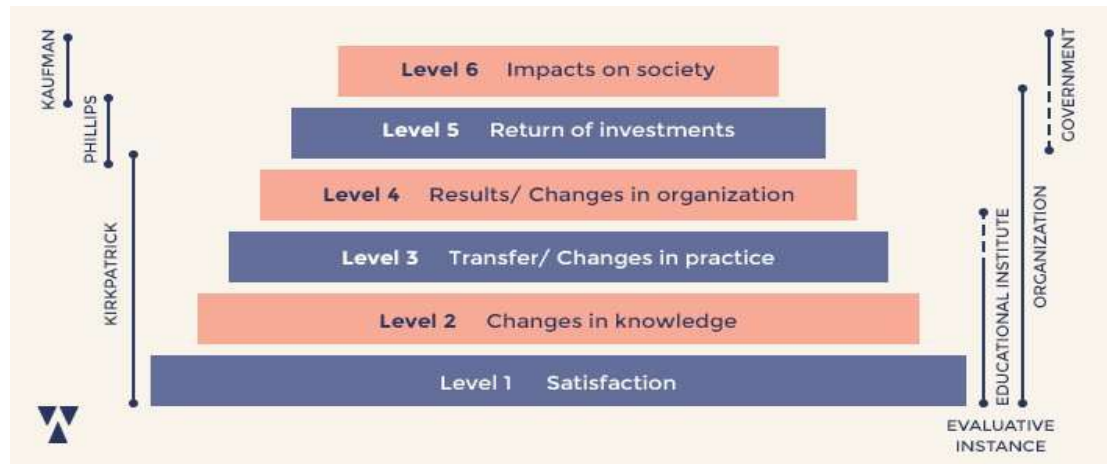 KAUFMAN
PHILLIPS
KIRKPATRICK
Level 6 Impacts on society
Level 5 Return of investments
Level 4 Results/ Changes in organization
Level 3 Transfer/ Changes in practice
Level 2 Changes in knowledge
Level 1 Satisfaction
EDUCATIONAL INSTITUTE
ORGANIZATION
GOVERNMENT
EVALUATIVE
INSTANCE